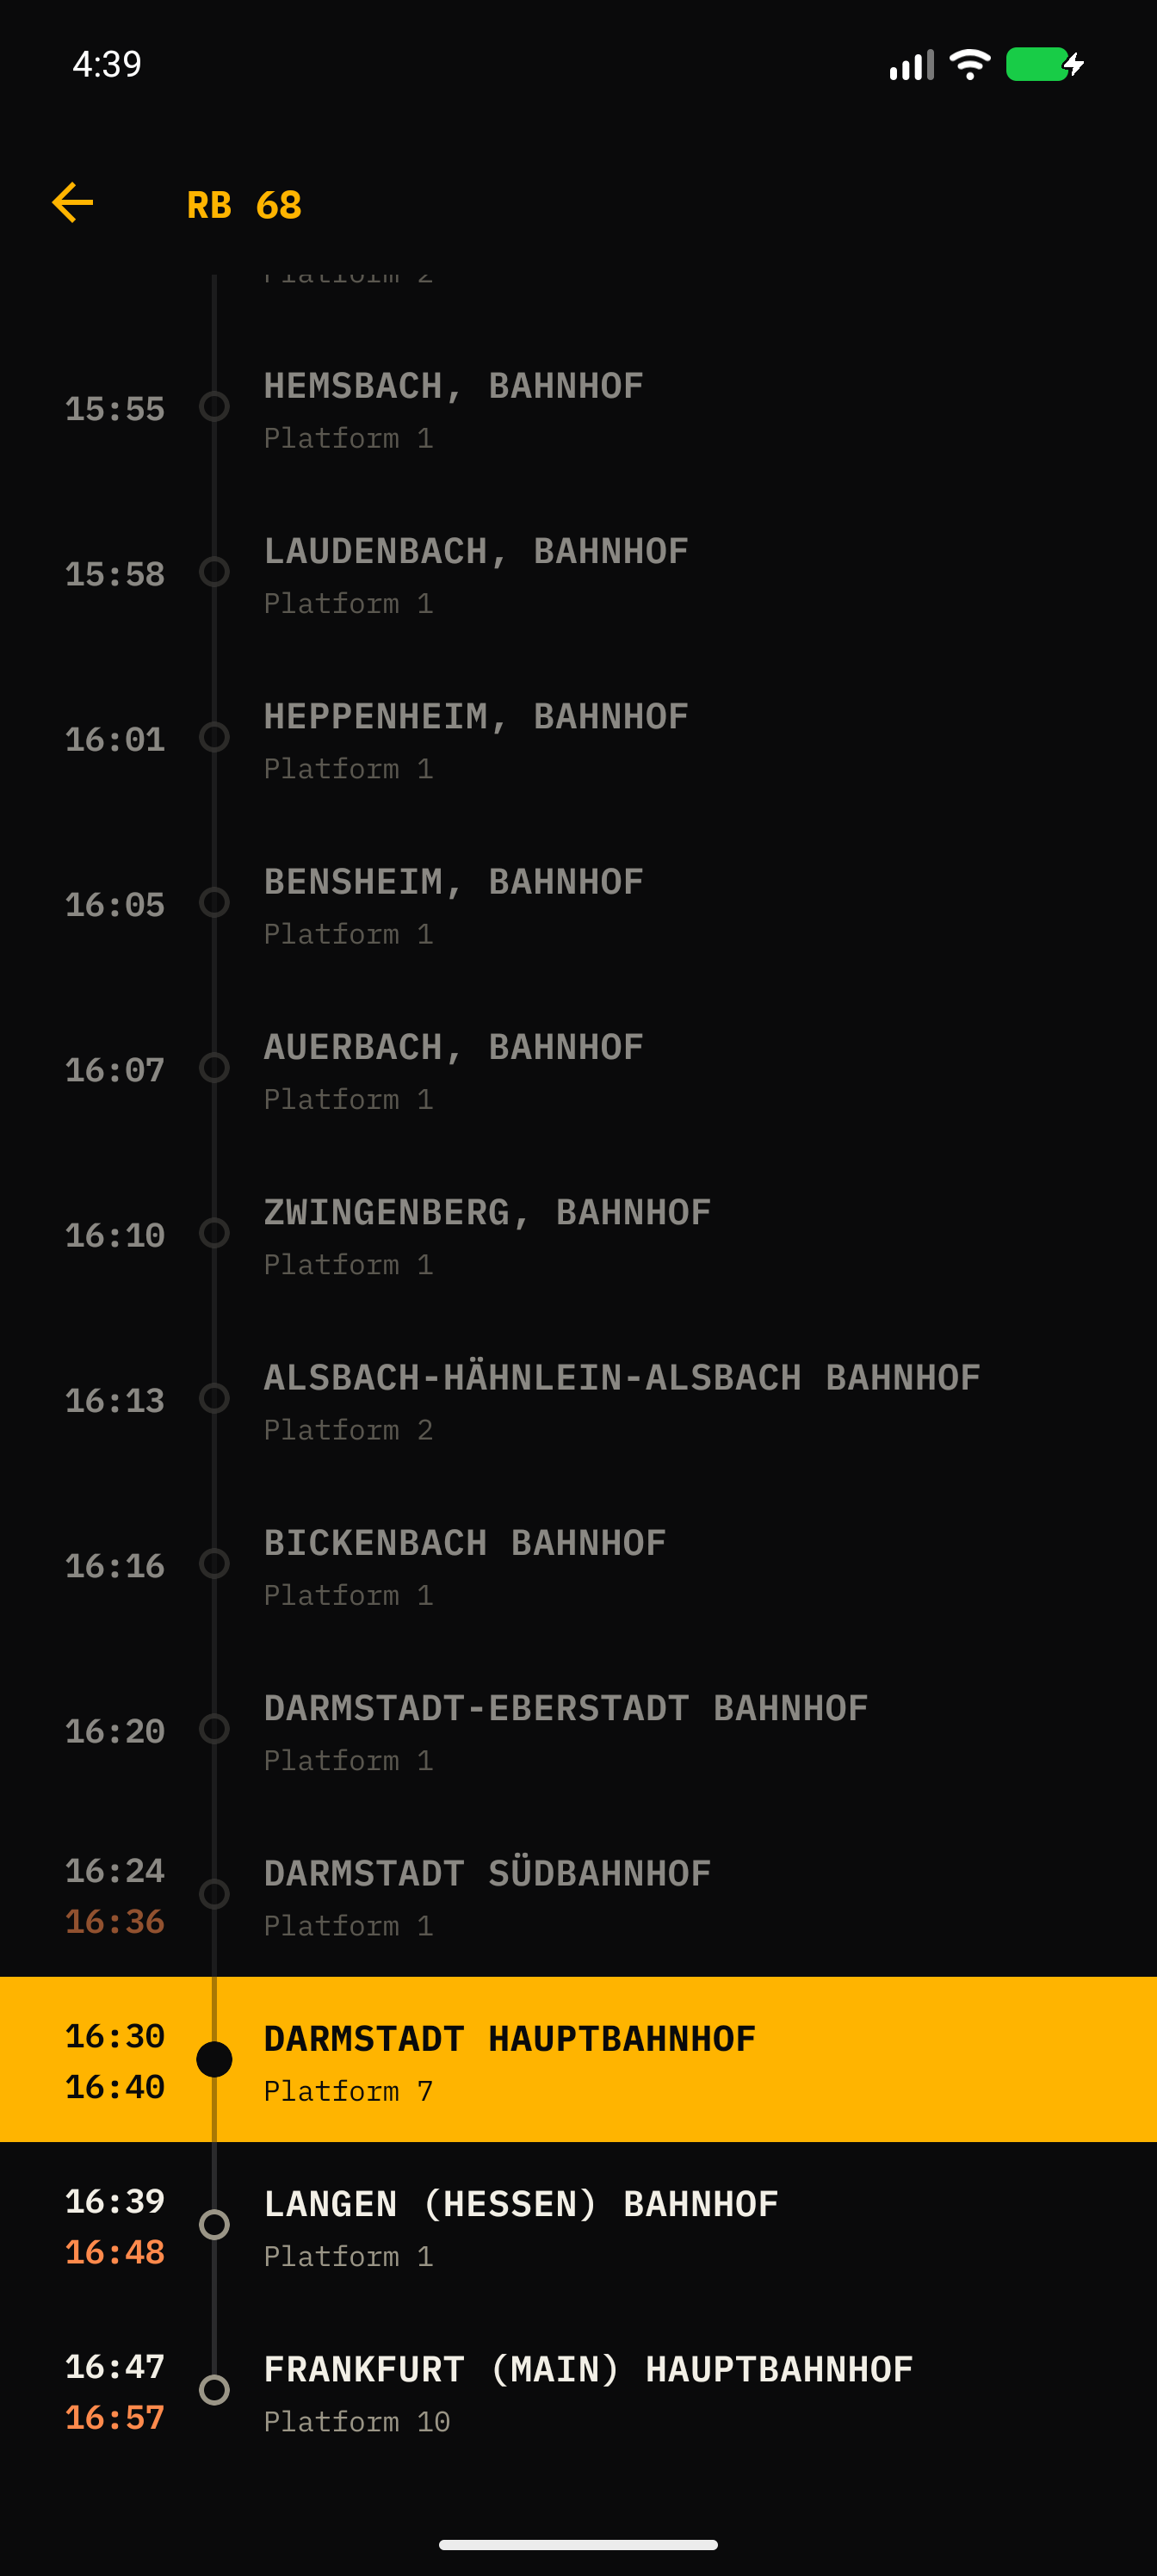 4:39
RB 68
Platform 2
15:55
HEMSBACH, BAHNHOF
Platform 1
15:58
LAUDENBACH, BAHNHOF
Platform 1
16:01
HEPPENHEIM, BAHNHOF
Platform 1
16:05
BENSHEIM, BAHNHOF
Platform 1
16:07
AUERBACH, BAHNHOF
Platform 1
16:10
ZWINGENBERG, BAHNHOF
Platform 1
16:13
ALSBACH-HÄHNLEIN-ALSBACH BAHNHOF
Platform 2
16:16
BICKENBACH BAHNHOF
Platform 1
16:20
DARMSTADT-EBERSTADT BAHNHOF
Platform 1
16:24
16:36
DARMSTADT SÜDBAHNHOF
Platform 1
16:30
16:40
DARMSTADT HAUPTBAHNHOF
Platform 7
16:39
16:48
LANGEN (HESSEN) BAHNHOF
Platform 1
16:47
16:57
FRANKFURT (MAIN) HAUPTBAHNHOF
Platform 10